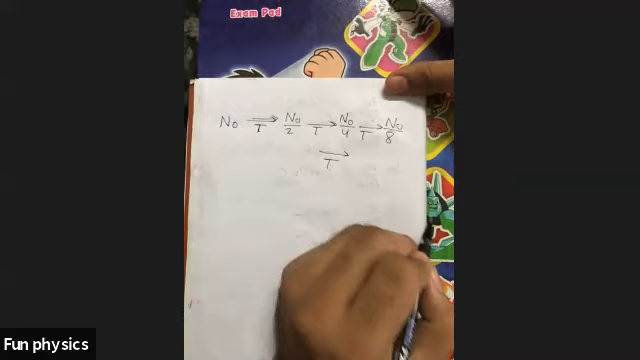 Exam Pad
N₀ →T N₀/2 →T N₀/4 →T N₀/8
→T
Fun physics